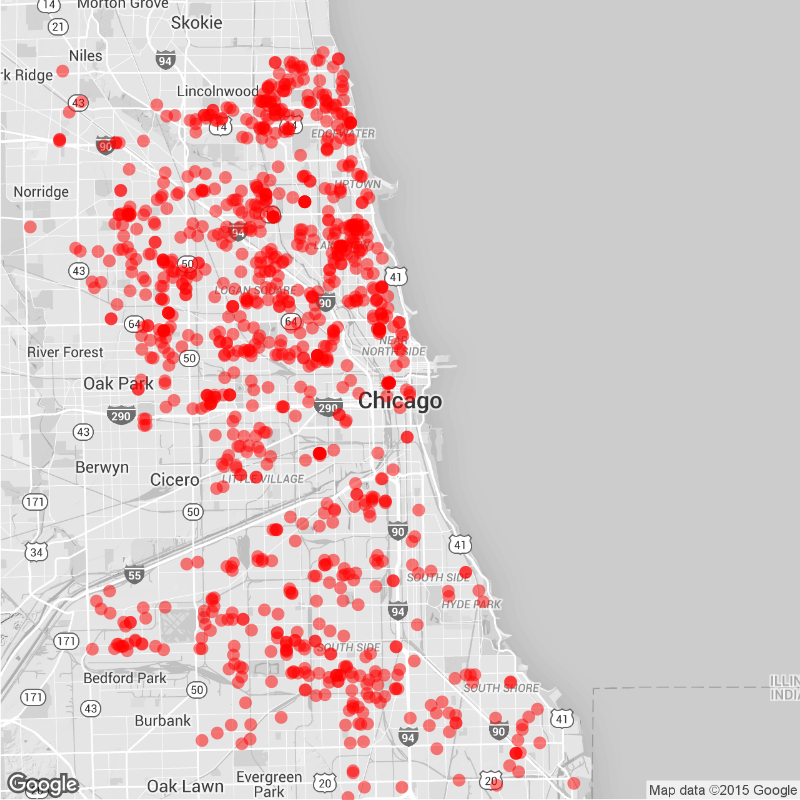 14
Morton Grove
21
Skokie
Niles
94
rk Ridge
Lincolnwood
43
14
EDGEWATER
90
Norridge
UPTOWN
94
50
43
41
LOGAN SQUARE
90
64
64
NEAR
NORTH SIDE
River Forest
50
Oak Park
Chicago
290
290
43
Berwyn
Cicero
LITTLE VILLAGE
171
50
34
90
41
55
SOUTH SIDE
HYDE PARK
94
171
SOUTH SIDE
Bedford Park
50
SOUTH SHORE
ILLIN
INDIA
171
43
Burbank
41
90
94
Evergreen
Park
20
20
Oak Lawn
Google
Map data ©2015 Google